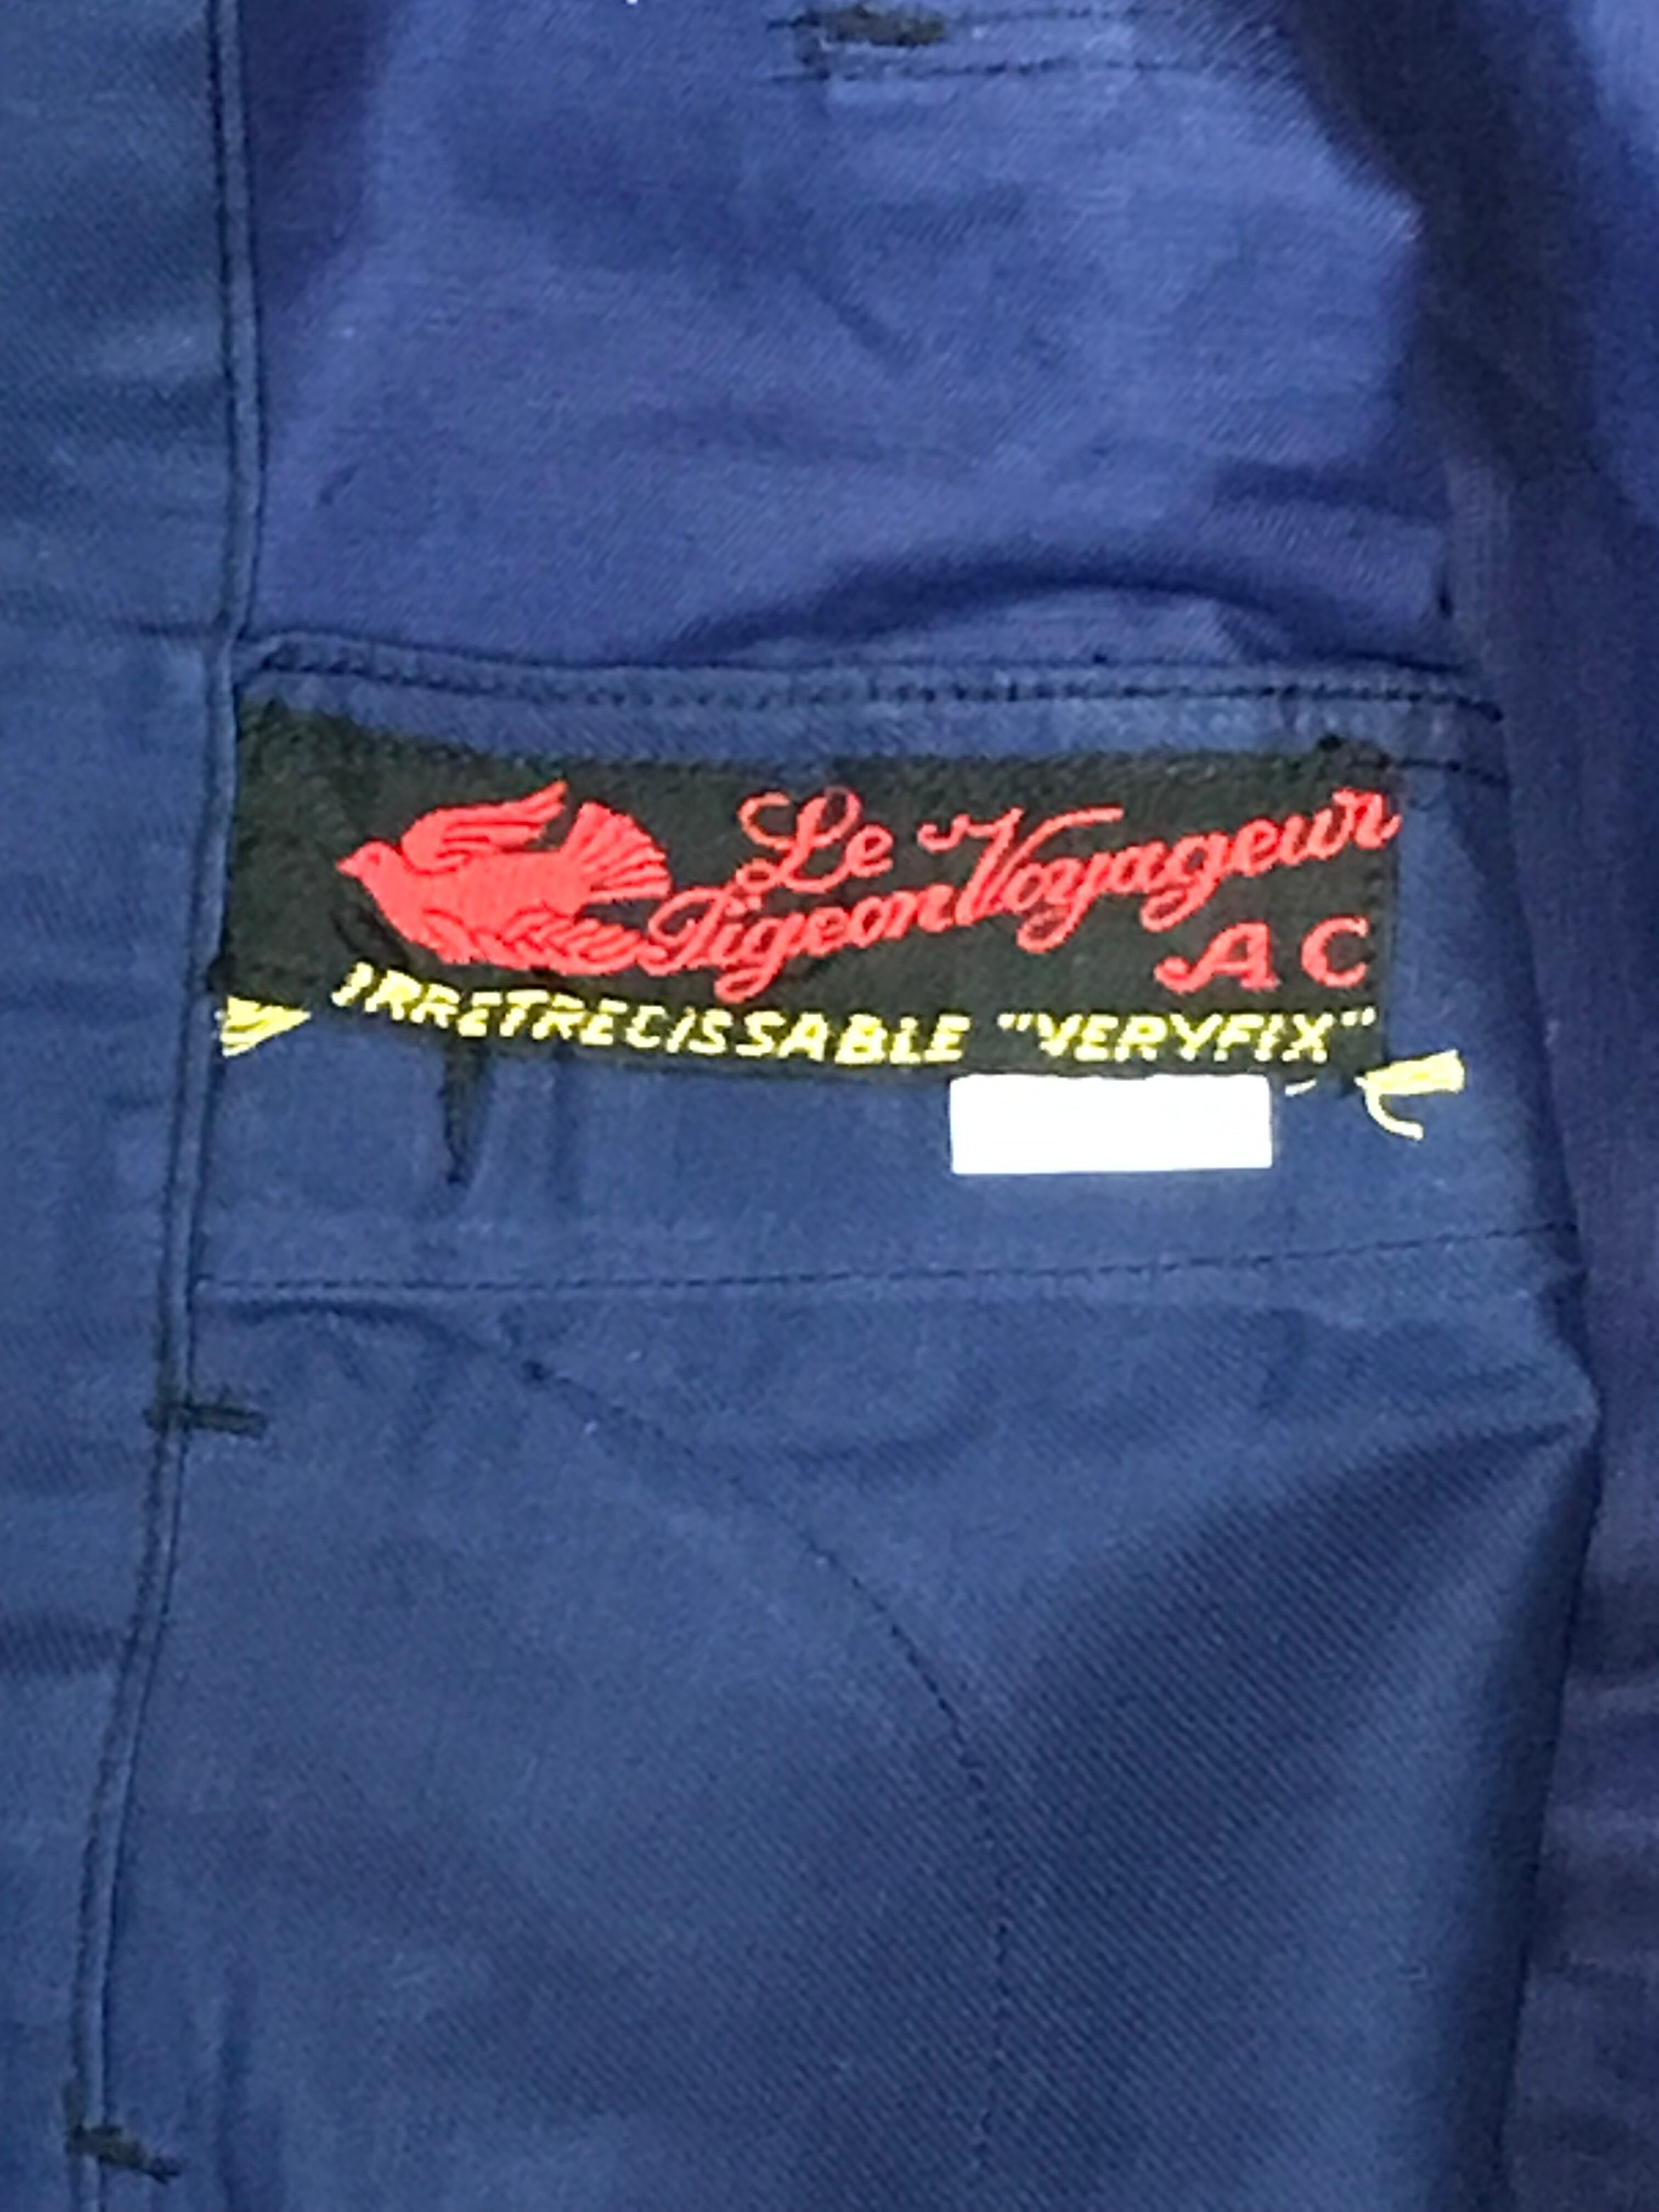 Le
Pigeon Voyageur
AC
IRRETRECISSABLE "VERYFIX"